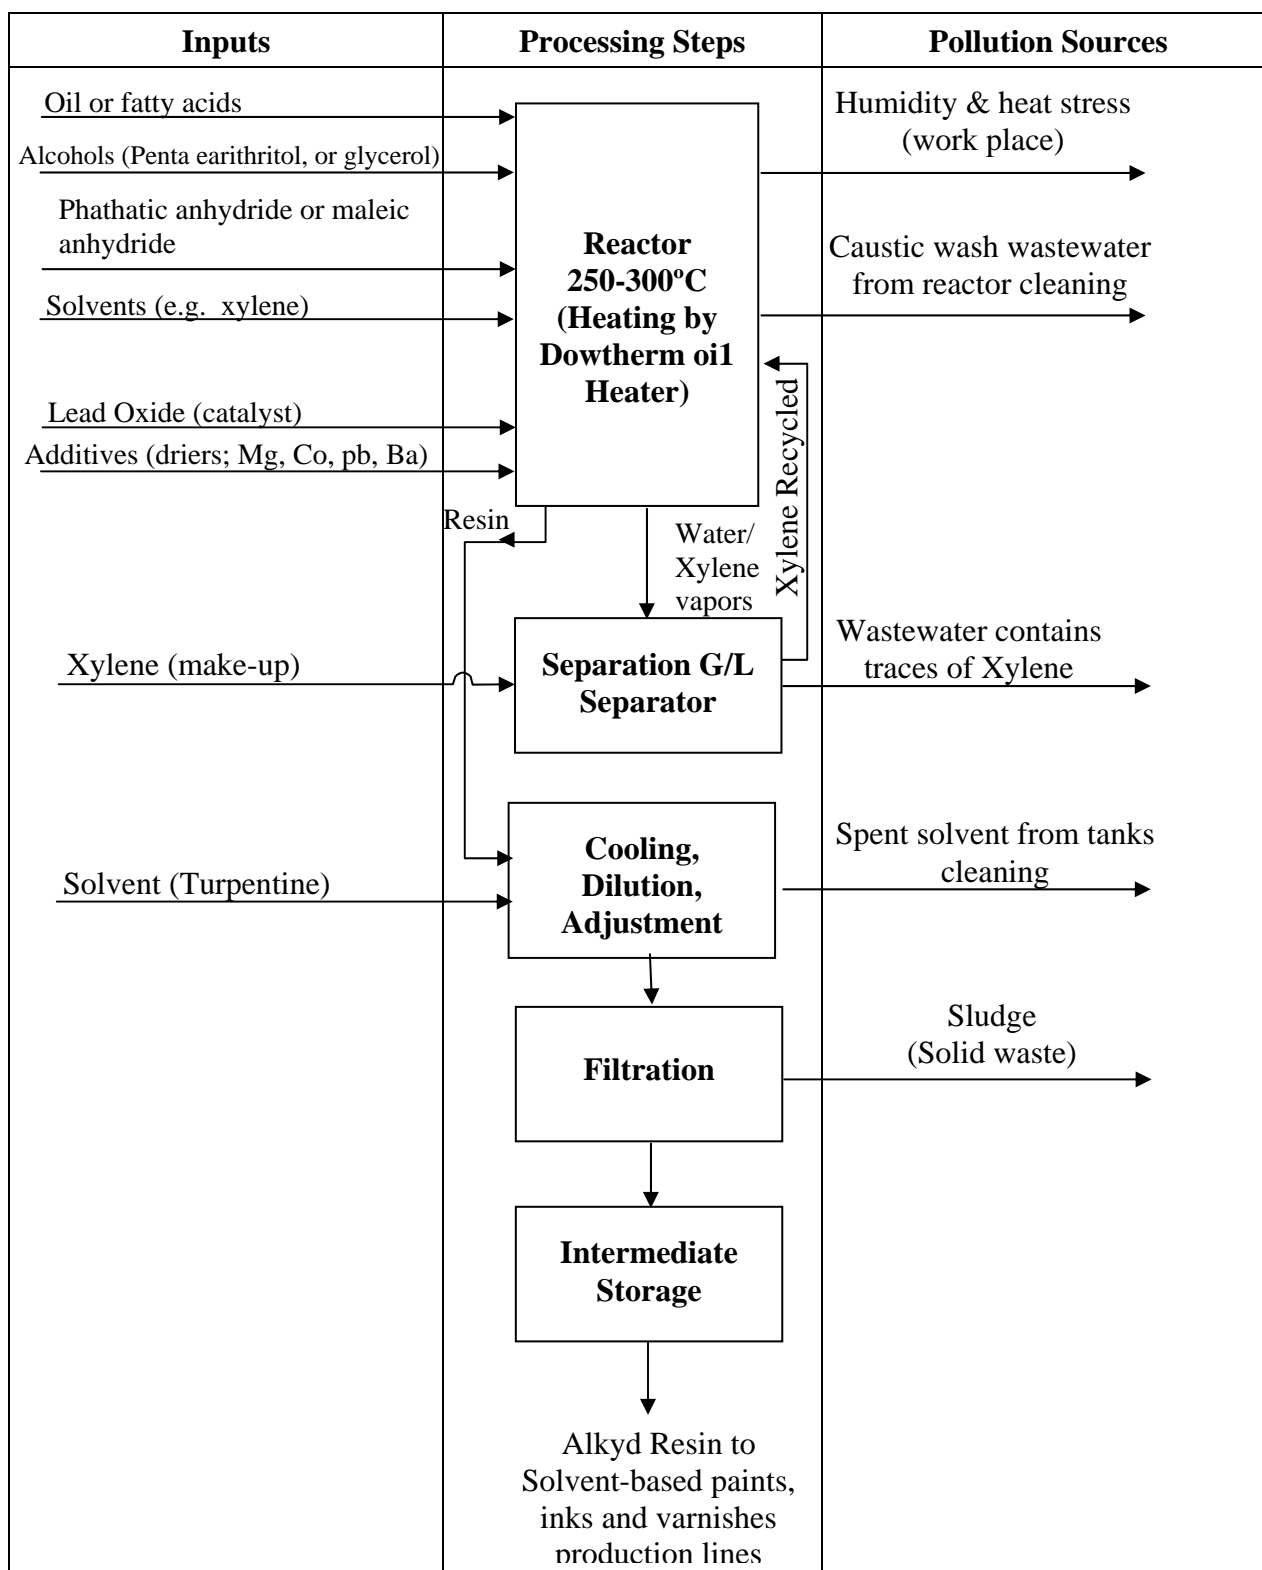 Inputs
Processing Steps
Pollution Sources
Oil or fatty acids
Alcohols (Penta earithritol, or glycerol)
Phathatic anhydride or maleic
anhydride
Solvents (e.g. xylene)
Lead Oxide (catalyst)
Additives (driers; Mg, Co, pb, Ba)
Reactor
250-300ºC
(Heating by
Dowtherm oi1
Heater)
Humidity & heat stress
(work place)
Caustic wash wastewater
from reactor cleaning
Resin
Water/
Xylene
vapors
Xylene Recycled
Xylene (make-up)
Separation G/L
Separator
Wastewater contains
traces of Xylene
Solvent (Turpentine)
Cooling,
Dilution,
Adjustment
Spent solvent from tanks
cleaning
Filtration
Sludge
(Solid waste)
Intermediate
Storage
Alkyd Resin to
Solvent-based paints,
inks and varnishes
production lines